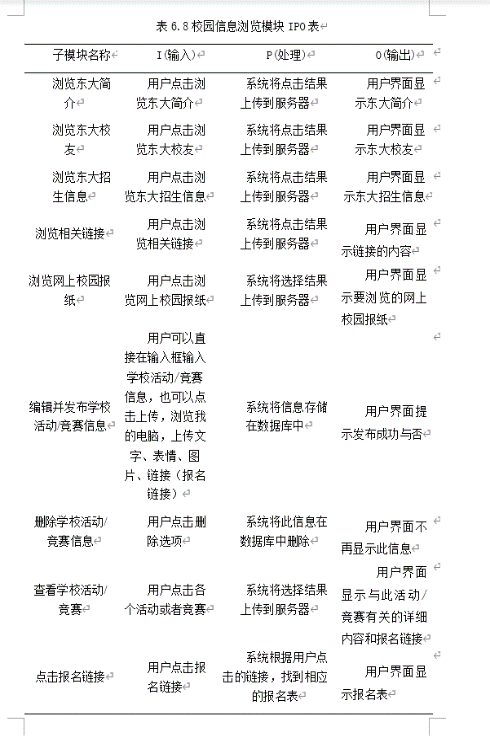 表 6.8 校园信息浏览模块 IPO 表
子模块名称 I(输入) P(处理) O(输出)
浏览东大简 用户点击浏 系统将点击结果 用户界面显
介 览东大简介 上传到服务器 示东大简介
浏览东大校 用户点击浏 系统将点击结果 用户界面显
友 览东大校友 上传到服务器 示东大校友
浏览东大招 用户点击浏 系统将点击结果 用户界面显
生信息 览东大招生信息 上传到服务器 示东大招生信息
浏览相关链接 用户点击浏 系统将点击结果 用户界面显
览相关链接 上传到服务器 示链接的内容
浏览网上校园报 用户点击浏 系统将选择结果 用户界面显
纸 览网上校园报纸 上传到服务器 示要浏览的网上
校园报纸
用户可以直
接在输入框输入
学校活动/竞赛
信息，也可以点
编辑并发布学校 击上传，浏览我 系统将信息存储 用户界面提
活动/竞赛信息 的电脑，上传文 在数据库中 示发布成功与否
字、表情、图
片、链接（报名
链接）
删除学校活动/ 用户点击删 系统将此信息在 用户界面不
竞赛信息 除选项 数据库中删除 再显示此信息
用户界面
查看学校活动/ 用户点击各 系统将选择结果 显示与此活动/
竞赛 个活动或者竞赛 上传到服务器 竞赛有关的详细
内容和报名链接
系统根据用户点
点击报名链接 用户点击报 击的链接，找到相应 用户界面显
名链接 的报名表 示报名表